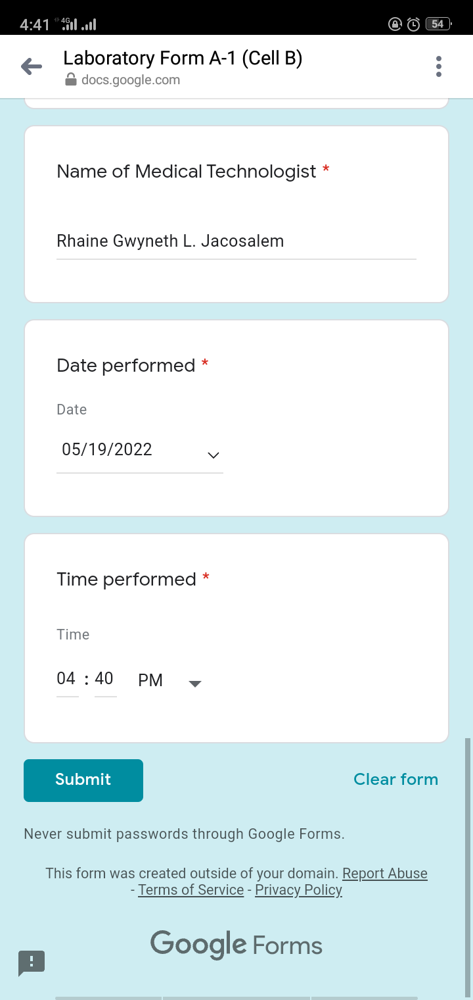 4:41 4G 54
Laboratory Form A-1 (Cell B)
docs.google.com
Name of Medical Technologist *
Rhaine Gwyneth L. Jacosalem
Date performed *
Date
05/19/2022
Time performed *
Time
04 : 40 PM
Submit Clear form
Never submit passwords through Google Forms.
This form was created outside of your domain. Report Abuse
- Terms of Service - Privacy Policy
Google Forms